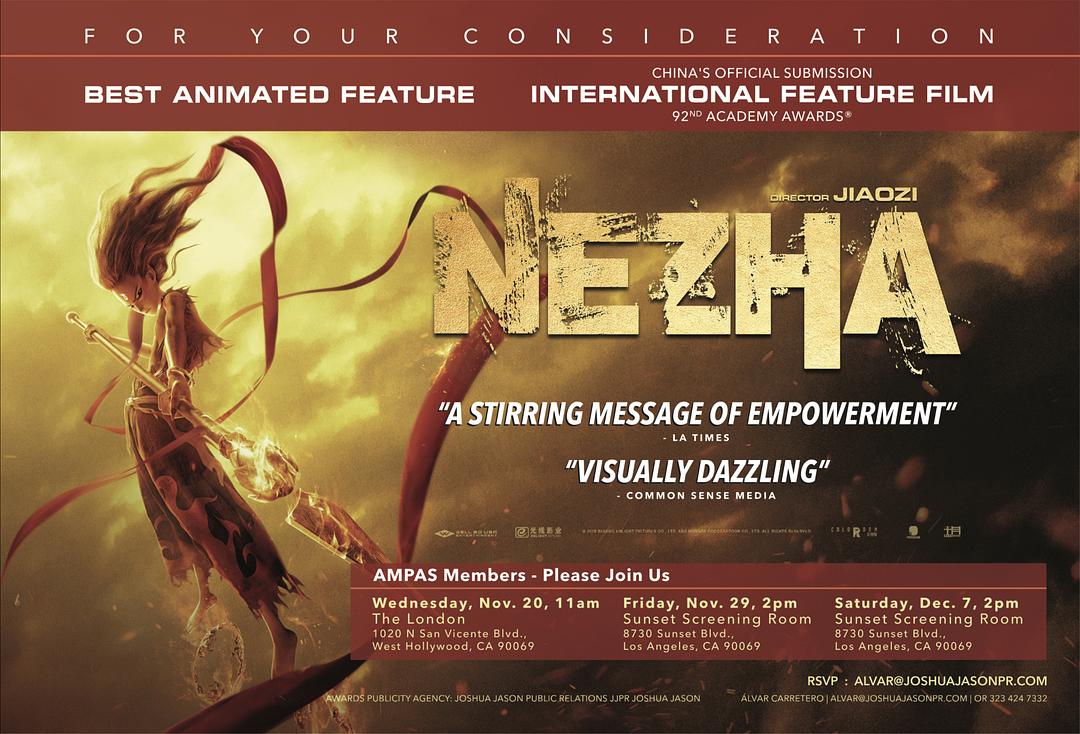 FOR YOUR CONSIDERATION
BEST ANIMATED FEATURE
CHINA'S OFFICIAL SUBMISSION
INTERNATIONAL FEATURE FILM
92ND ACADEMY AWARDS®
DIRECTOR JIAOZI
NEZHA
“A STIRRING MESSAGE OF EMPOWERMENT”
- LA TIMES
“VISUALLY DAZZLING”
- COMMON SENSE MEDIA
光线影业
AMPAS Members - Please Join Us
Wednesday, Nov. 20, 11am
The London
1020 N San Vicente Blvd.,
West Hollywood, CA 90069
Friday, Nov. 29, 2pm
Sunset Screening Room
8730 Sunset Blvd.,
Los Angeles, CA 90069
Saturday, Dec. 7, 2pm
Sunset Screening Room
8730 Sunset Blvd.,
Los Angeles, CA 90069
RSVP : ALVAR@JOSHUAJASONPR.COM
AWARDS PUBLICITY AGENCY: JOSHUA JASON PUBLIC RELATIONS JJPR JOSHUA JASON
ÁLVAR CARRETERO | ALVAR@JOSHUAJASONPR.COM | OR 323 424 7332